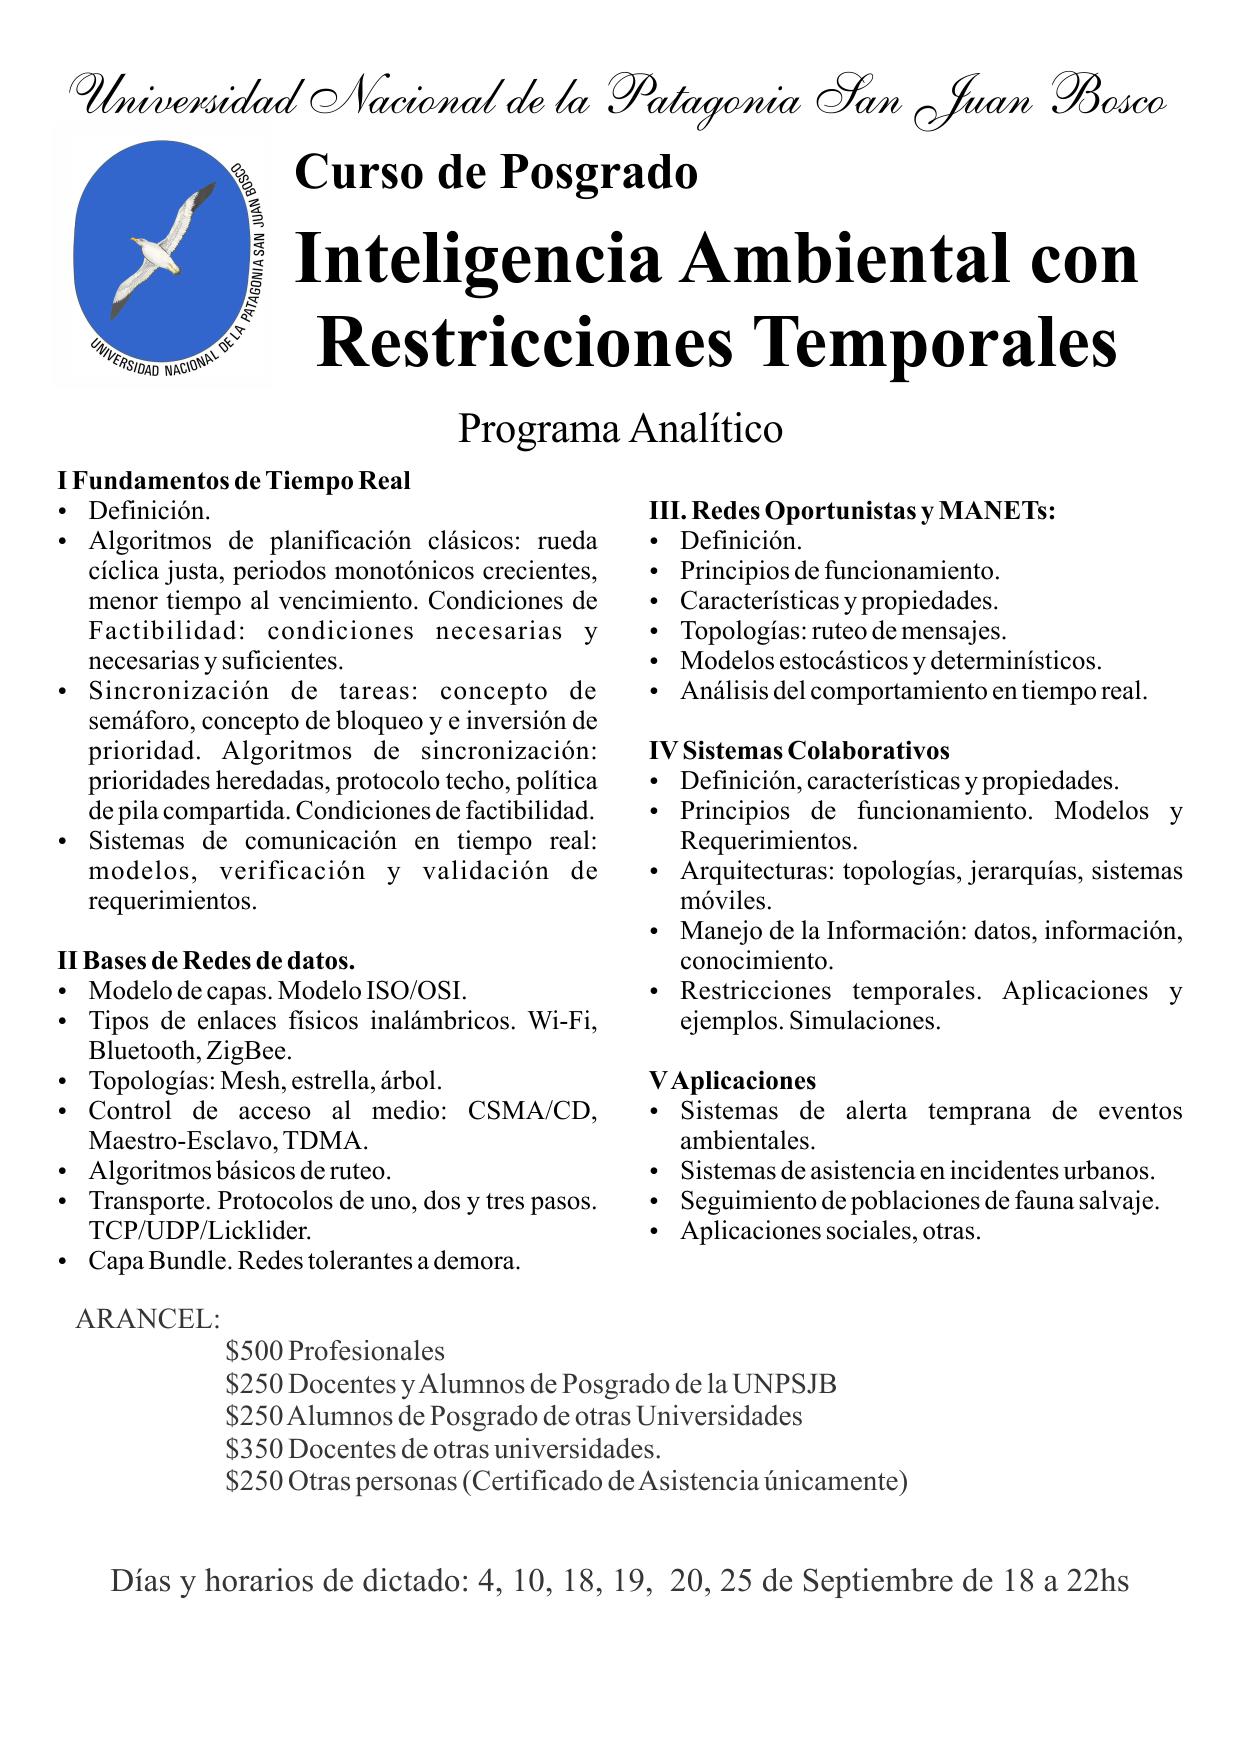 Universidad Nacional de la Patagonia San Juan Bosco
UNIVERSIDAD NACIONAL DE LA PATAGONIA SAN JUAN BOSCO
Curso de Posgrado
Inteligencia Ambiental con
Restricciones Temporales
Programa Analítico
I Fundamentos de Tiempo Real
• Definición.
• Algoritmos de planificación clásicos: rueda
cíclica justa, periodos monotónicos crecientes,
menor tiempo al vencimiento. Condiciones de
Factibilidad: condiciones necesarias y
necesarias y suficientes.
• Sincronización de tareas: concepto de
semáforo, concepto de bloqueo y e inversión de
prioridad. Algoritmos de sincronización:
prioridades heredadas, protocolo techo, política
de pila compartida. Condiciones de factibilidad.
• Sistemas de comunicación en tiempo real:
modelos, verificación y validación de
requerimientos.
II Bases de Redes de datos.
• Modelo de capas. Modelo ISO/OSI.
• Tipos de enlaces físicos inalámbricos. Wi-Fi,
Bluetooth, ZigBee.
• Topologías: Mesh, estrella, árbol.
• Control de acceso al medio: CSMA/CD,
Maestro-Esclavo, TDMA.
• Algoritmos básicos de ruteo.
• Transporte. Protocolos de uno, dos y tres pasos.
TCP/UDP/Licklider.
• Capa Bundle. Redes tolerantes a demora.
III. Redes Oportunistas y MANETs:
• Definición.
• Principios de funcionamiento.
• Características y propiedades.
• Topologías: ruteo de mensajes.
• Modelos estocásticos y determinísticos.
• Análisis del comportamiento en tiempo real.
IV Sistemas Colaborativos
• Definición, características y propiedades.
• Principios de funcionamiento. Modelos y
Requerimientos.
• Arquitecturas: topologías, jerarquías, sistemas
móviles.
• Manejo de la Información: datos, información,
conocimiento.
• Restricciones temporales. Aplicaciones y
ejemplos. Simulaciones.
V Aplicaciones
• Sistemas de alerta temprana de eventos
ambientales.
• Sistemas de asistencia en incidentes urbanos.
• Seguimiento de poblaciones de fauna salvaje.
• Aplicaciones sociales, otras.
ARANCEL:
$500 Profesionales
$250 Docentes y Alumnos de Posgrado de la UNPSJB
$250 Alumnos de Posgrado de otras Universidades
$350 Docentes de otras universidades.
$250 Otras personas (Certificado de Asistencia únicamente)
Días y horarios de dictado: 4, 10, 18, 19, 20, 25 de Septiembre de 18 a 22hs